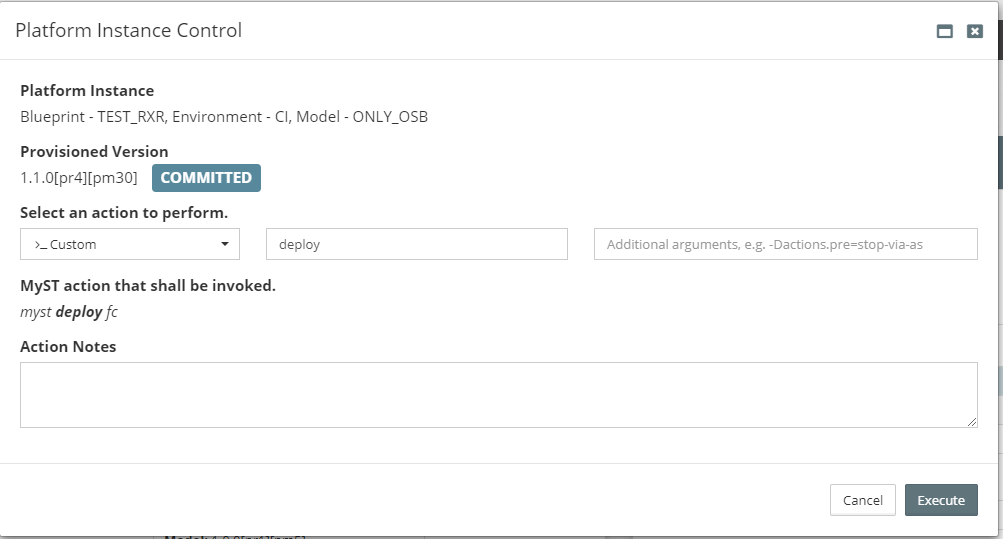 Platform Instance Control
Platform Instance
Blueprint - TEST_RXR, Environment - CI, Model - ONLY_OSB
Provisioned Version
1.1.0[pr4][pm30] COMMITTED
Select an action to perform.
>_ Custom deploy Additional arguments, e.g. -Dactions.pre=stop-via-as
MyST action that shall be invoked.
myst deploy fc
Action Notes
Cancel Execute